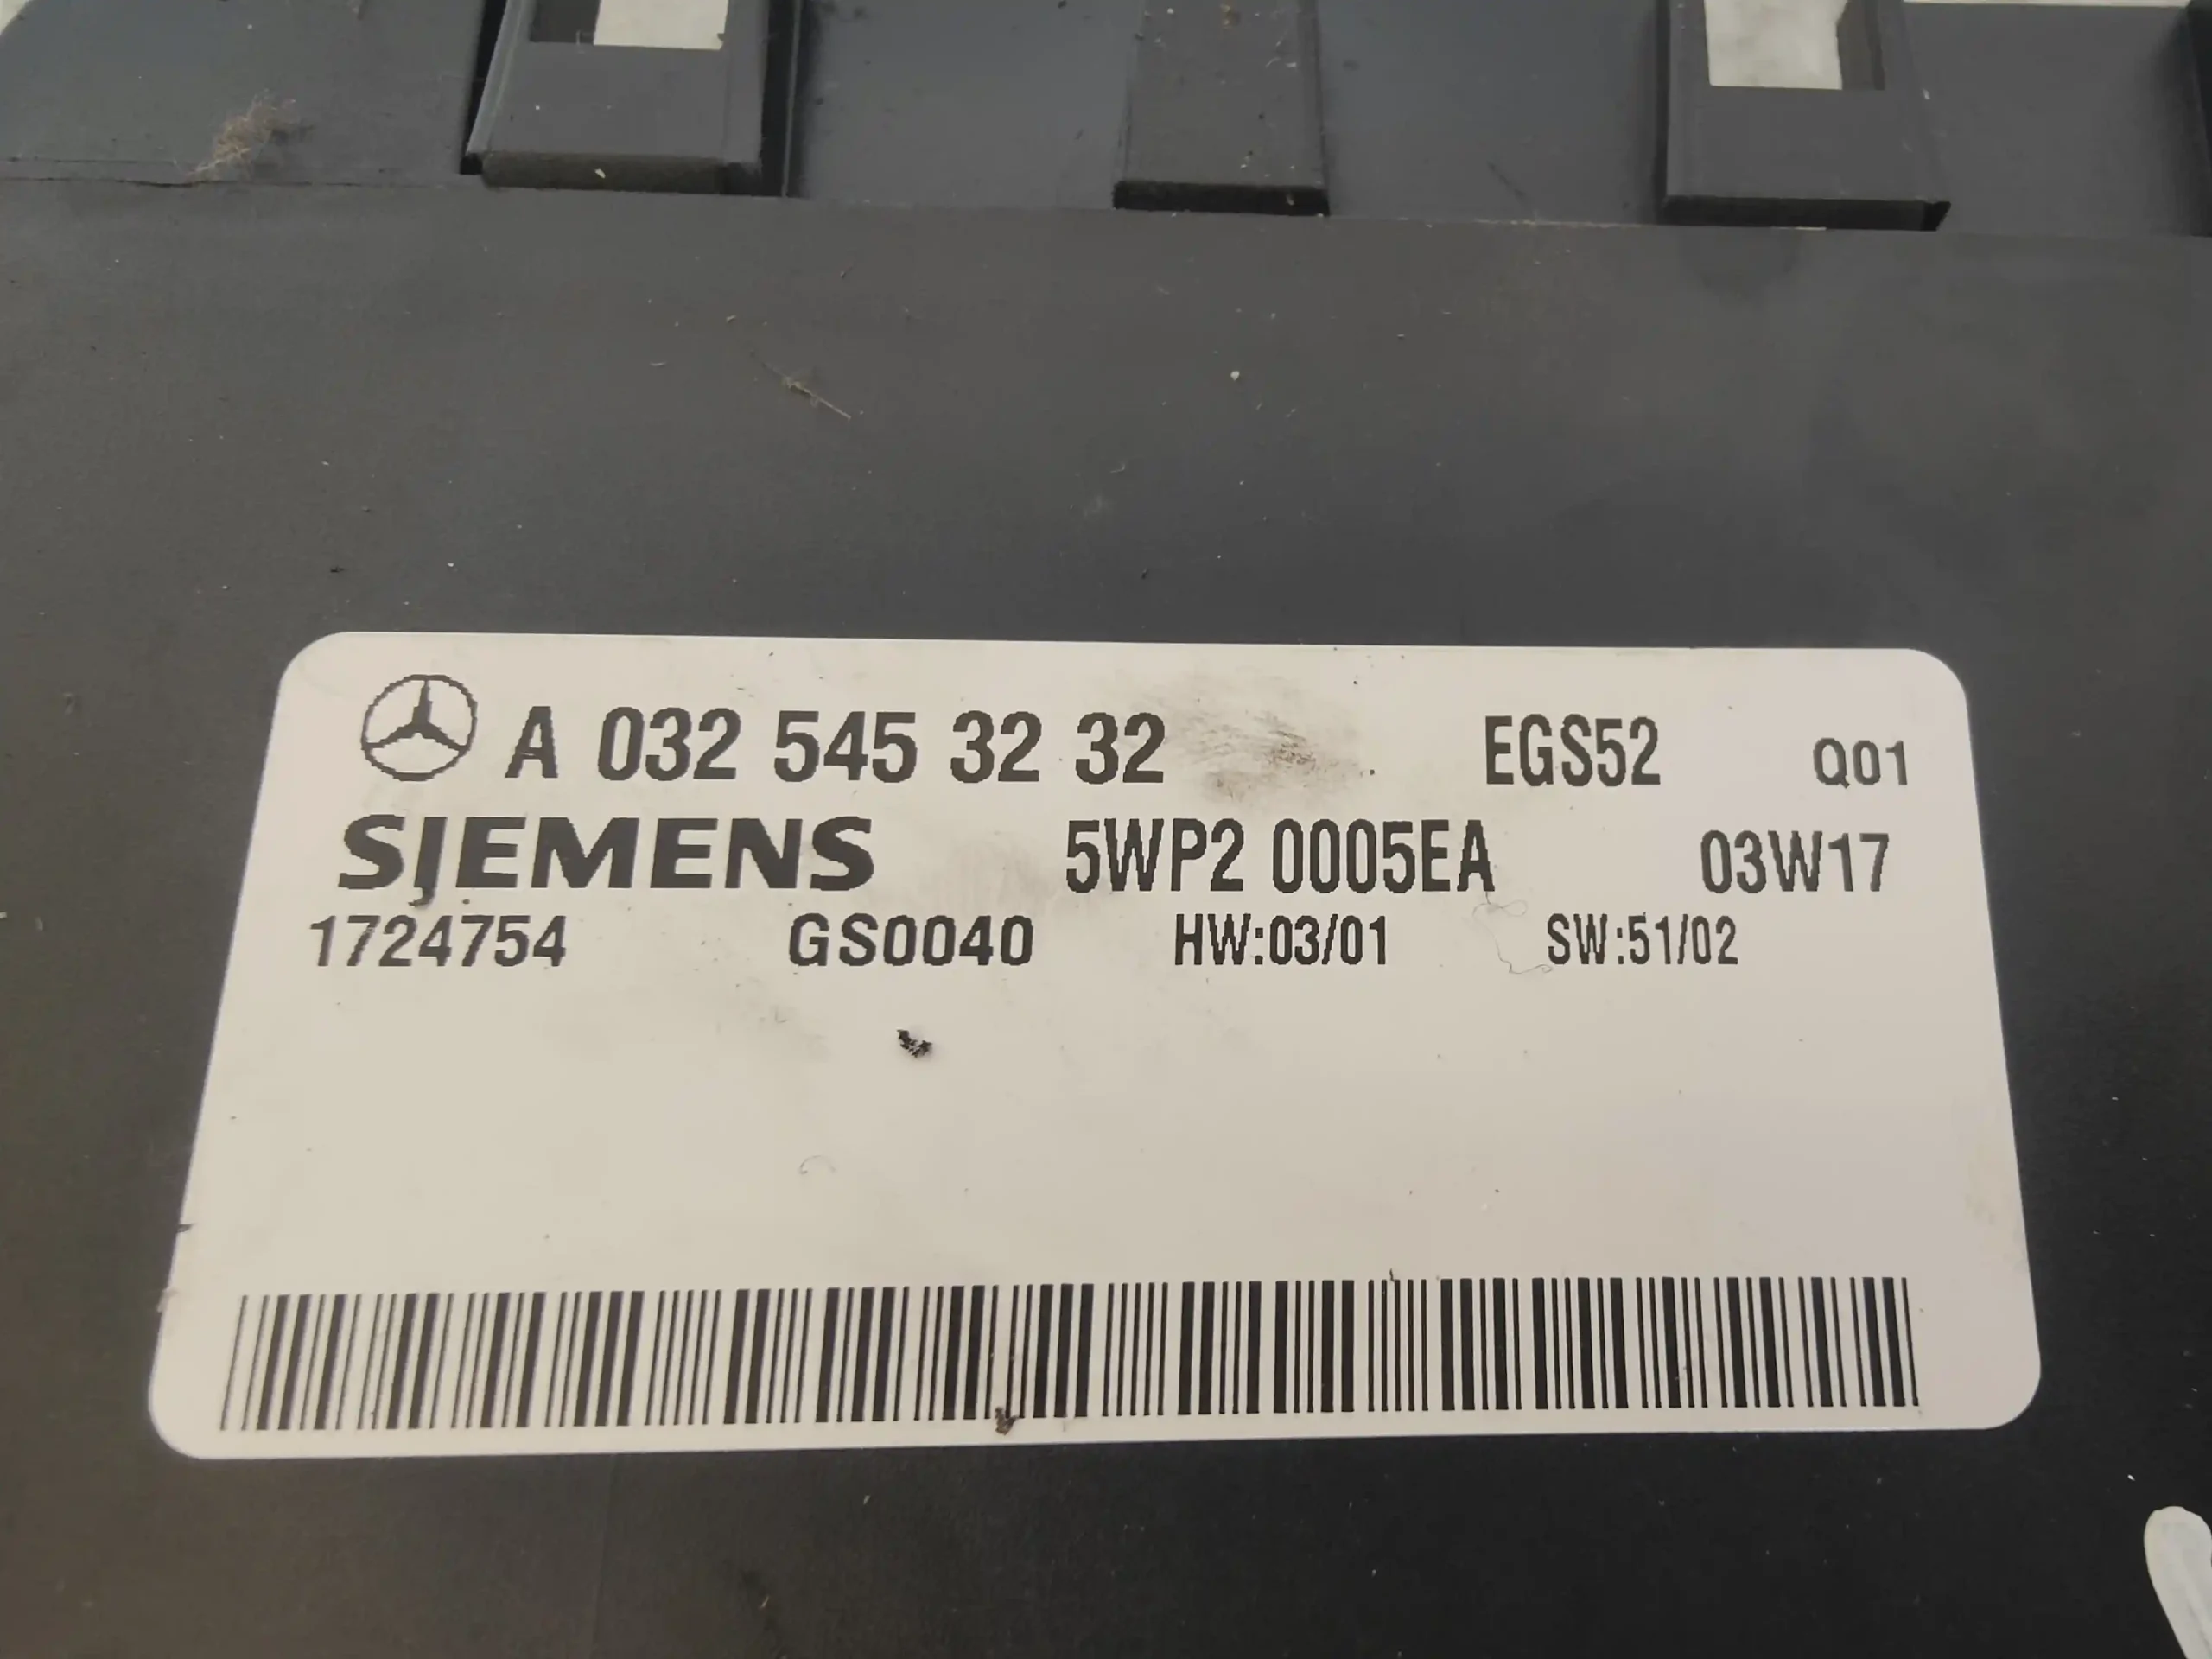 A 032 545 32 32 EGS52 Q01
SIEMENS 5WP2 0005EA 03W17
1724754 GS0040 HW:03/01 SW:51/02